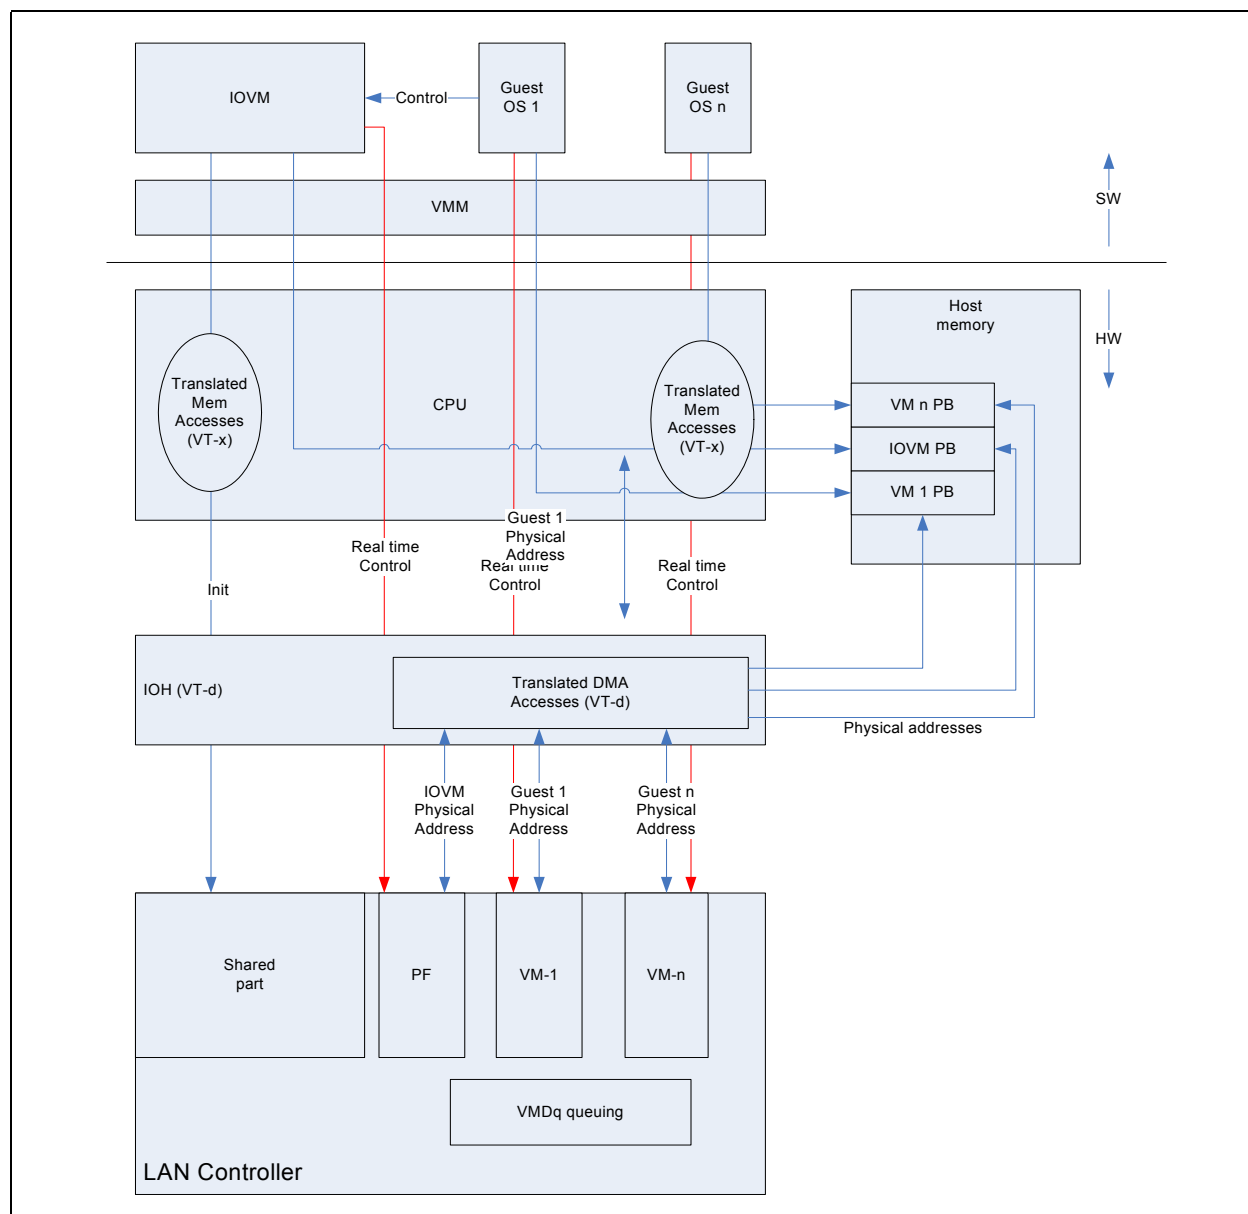 IOVM
Control
Guest
OS 1
Guest
OS n
VMM
SW
HW
Host
memory
Translated
Mem
Accesses
(VT-x)
CPU
Translated
Mem
Accesses
(VT-x)
VM n PB
IOVM PB
VM 1 PB
Guest 1
Physical
Address
Real time
Control
Real time
Control
Real time
Control
Init
IOH (VT-d)
Translated DMA
Accesses (VT-d)
Physical addresses
IOVM
Physical
Address
Guest 1
Physical
Address
Guest n
Physical
Address
Shared
part
PF
VM-1
VM-n
VMDq queuing
LAN Controller